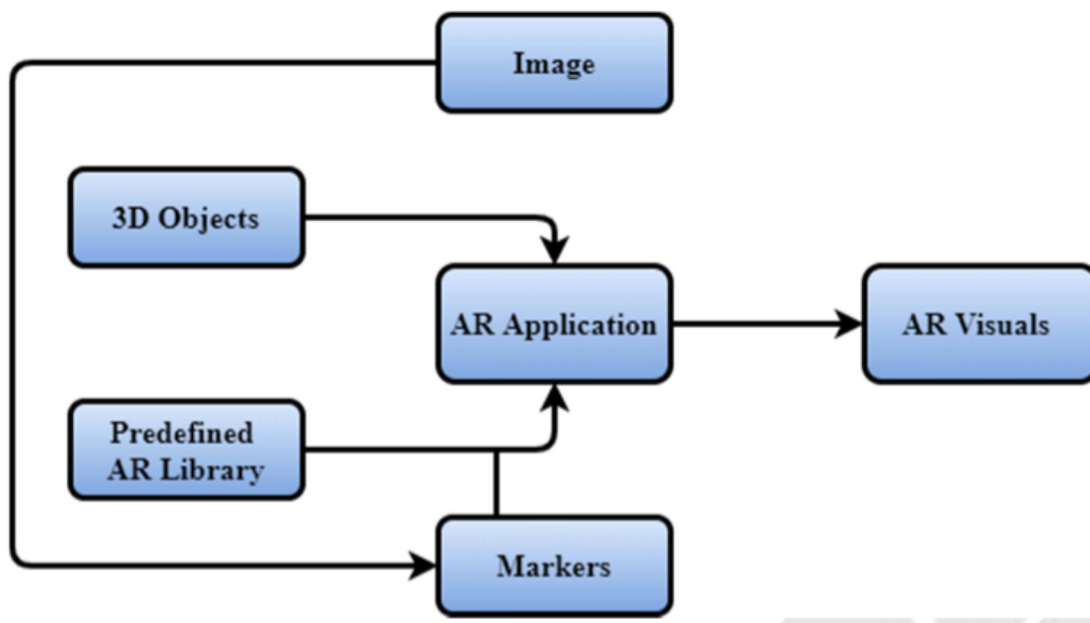 Image
3D Objects
AR Application
AR Visuals
Predefined
AR Library
Markers